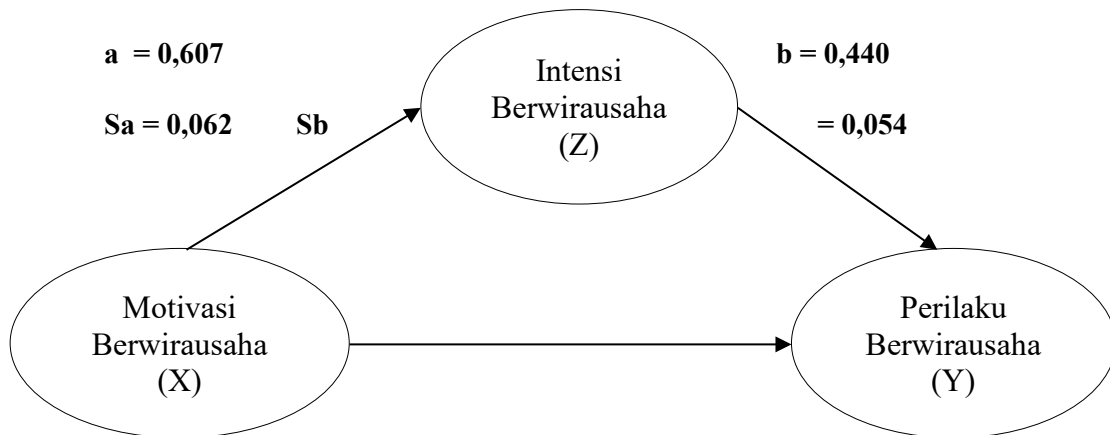 a = 0,607
b = 0,440
Intensi
Berwirausaha
(Z)
Sa = 0,062 Sb
= 0,054
Motivasi
Berwirausaha
(X)
Perilaku
Berwirausaha
(Y)